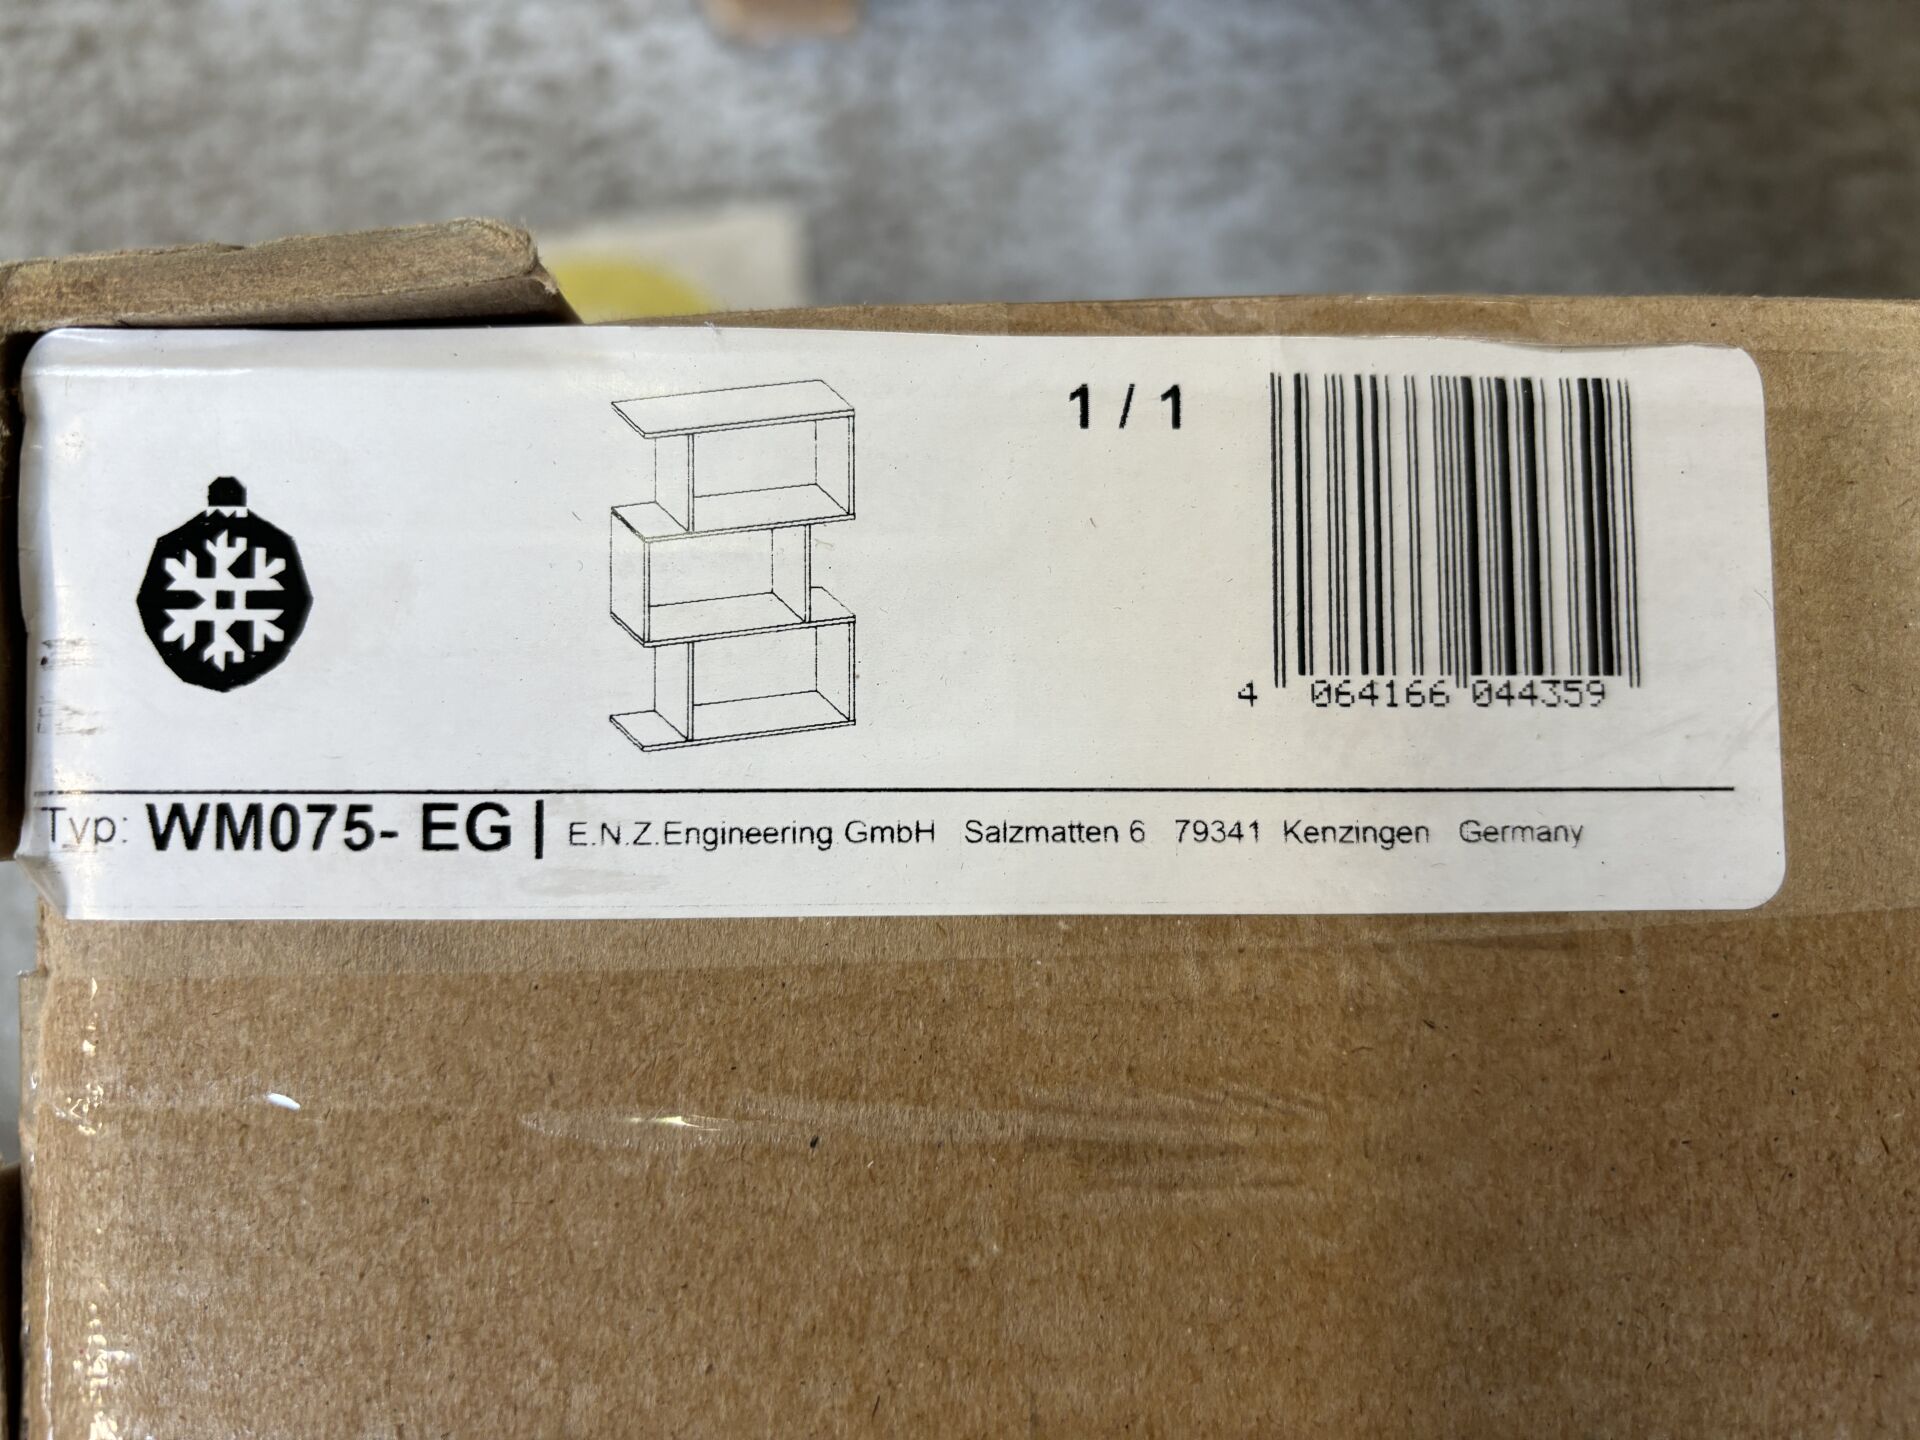 1 / 1
4 064166 044359
Typ: WM075- EG | E.N.Z.Engineering GmbH Salzmatten 6 79341 Kenzingen Germany